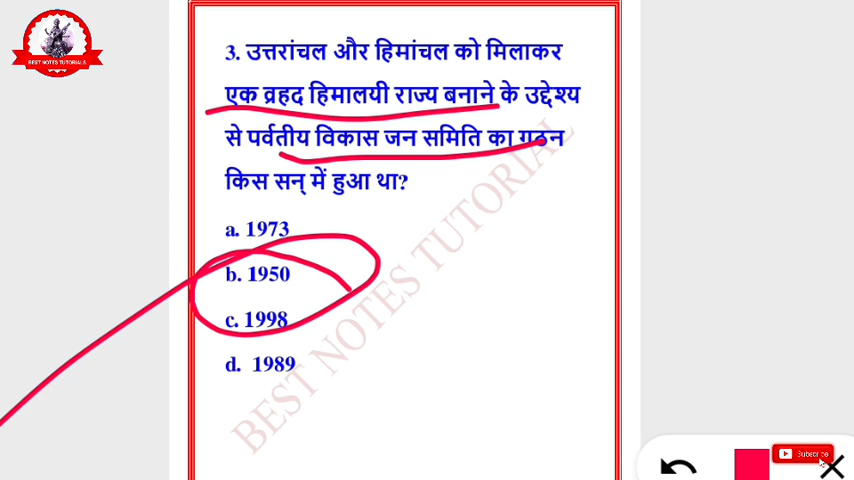 BEST NOTES TUTORIALS
3. उत्तरांचल और हिमांचल को मिलाकर
एक व्रहद हिमालयी राज्य बनाने के उद्देश्य
से पर्वतीय विकास जन समिति का गठन
किस सन् में हुआ था?
a. 1973
b. 1950
c. 1998
d. 1989
BEST NOTES TUTORIAL
Subscribe